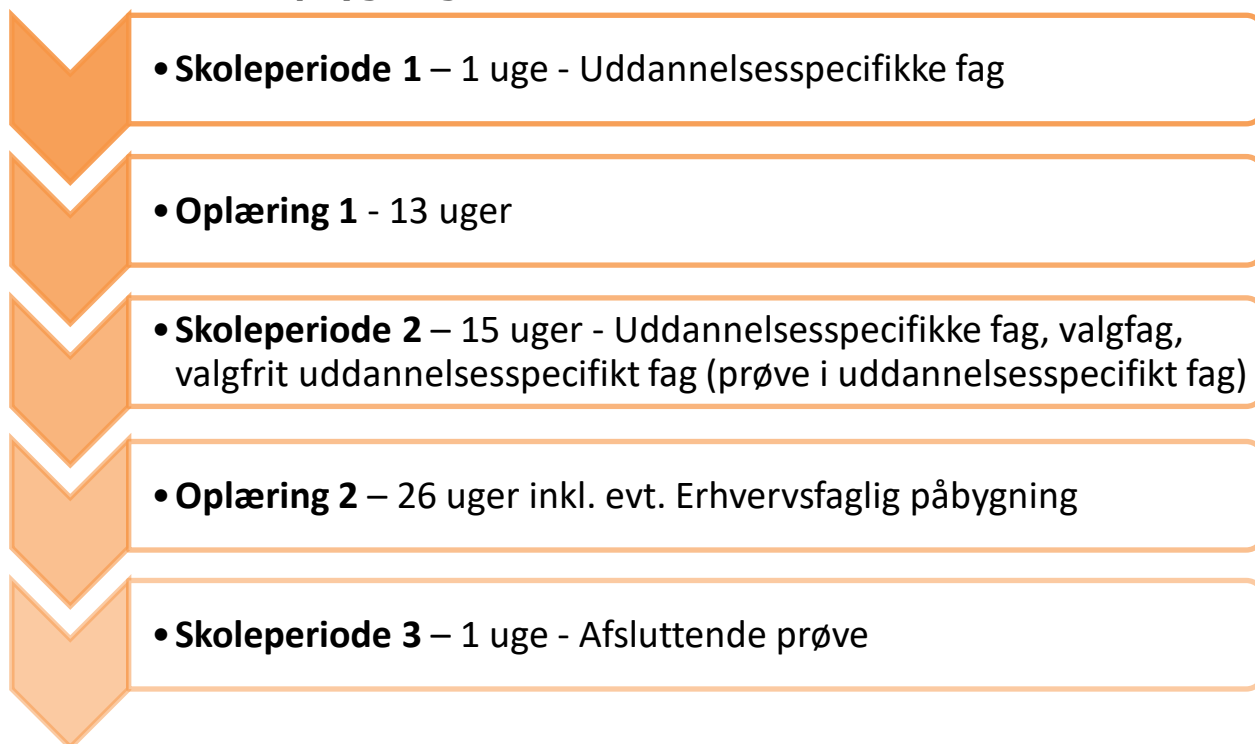 • Skoleperiode 1 – 1 uge - Uddannelsesspecifikke fag
• Oplæring 1 - 13 uger
• Skoleperiode 2 – 15 uger - Uddannelsesspecifikke fag, valgfag,
valgfrit uddannelsesspecifikt fag (prøve i uddannelsesspecifikt fag)
• Oplæring 2 – 26 uger inkl. evt. Erhvervsfaglig påbygning
• Skoleperiode 3 – 1 uge - Afsluttende prøve